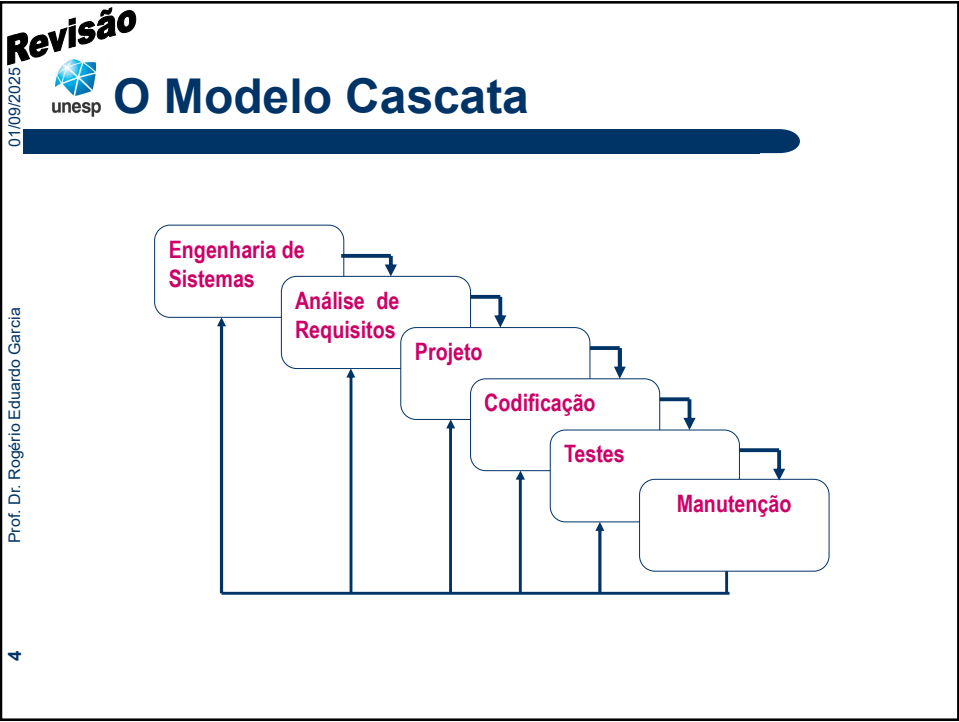 Revisão
unesp
O Modelo Cascata
01/09/2025
Engenharia de
Sistemas
Análise de
Requisitos
Projeto
Codificação
Testes
Manutenção
Prof. Dr. Rogério Eduardo Garcia
4